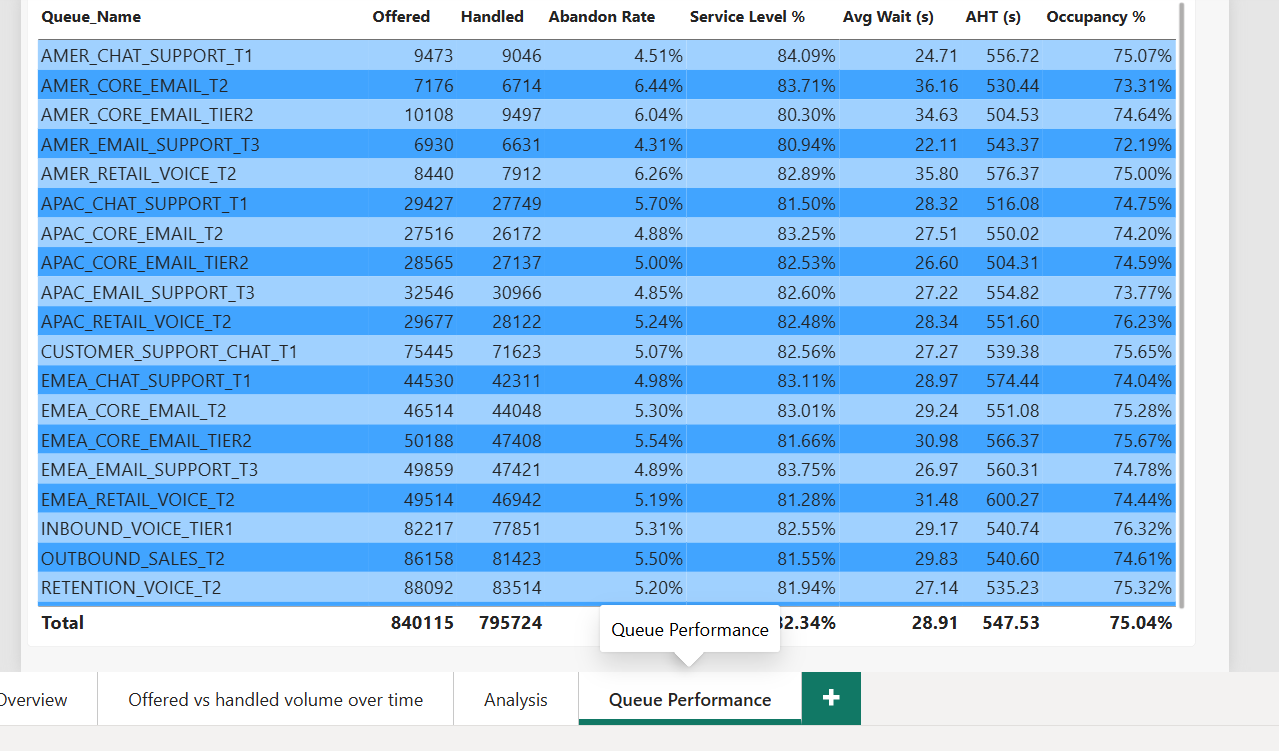 Queue_Name Offered Handled Abandon Rate Service Level % Avg Wait (s) AHT (s) Occupancy %
AMER_CHAT_SUPPORT_T1 9473 9046 4.51% 84.09% 24.71 556.72 75.07%
AMER_CORE_EMAIL_T2 7176 6714 6.44% 83.71% 36.16 530.44 73.31%
AMER_CORE_EMAIL_TIER2 10108 9497 6.04% 80.30% 34.63 504.53 74.64%
AMER_EMAIL_SUPPORT_T3 6930 6631 4.31% 80.94% 22.11 543.37 72.19%
AMER_RETAIL_VOICE_T2 8440 7912 6.26% 82.89% 35.80 576.37 75.00%
APAC_CHAT_SUPPORT_T1 29427 27749 5.70% 81.50% 28.32 516.08 74.75%
APAC_CORE_EMAIL_T2 27516 26172 4.88% 83.25% 27.51 550.02 74.20%
APAC_CORE_EMAIL_TIER2 28565 27137 5.00% 82.53% 26.60 504.31 74.59%
APAC_EMAIL_SUPPORT_T3 32546 30966 4.85% 82.60% 27.22 554.82 73.77%
APAC_RETAIL_VOICE_T2 29677 28122 5.24% 82.48% 28.34 551.60 76.23%
CUSTOMER_SUPPORT_CHAT_T1 75445 71623 5.07% 82.56% 27.27 539.38 75.65%
EMEA_CHAT_SUPPORT_T1 44530 42311 4.98% 83.11% 28.97 574.44 74.04%
EMEA_CORE_EMAIL_T2 46514 44048 5.30% 83.01% 29.24 551.08 75.28%
EMEA_CORE_EMAIL_TIER2 50188 47408 5.54% 81.66% 30.98 566.37 75.67%
EMEA_EMAIL_SUPPORT_T3 49859 47421 4.89% 83.75% 26.97 560.31 74.78%
EMEA_RETAIL_VOICE_T2 49514 46942 5.19% 81.28% 31.48 600.27 74.44%
INBOUND_VOICE_TIER1 82217 77851 5.31% 82.55% 29.17 540.74 76.32%
OUTBOUND_SALES_T2 86158 81423 5.50% 81.55% 29.83 540.60 74.61%
RETENTION_VOICE_T2 88092 83514 5.20% 81.94% 27.14 535.23 75.32%
Total 840115 795724 2.34% 28.91 547.53 75.04%
Queue Performance
Overview Offered vs handled volume over time Analysis Queue Performance +